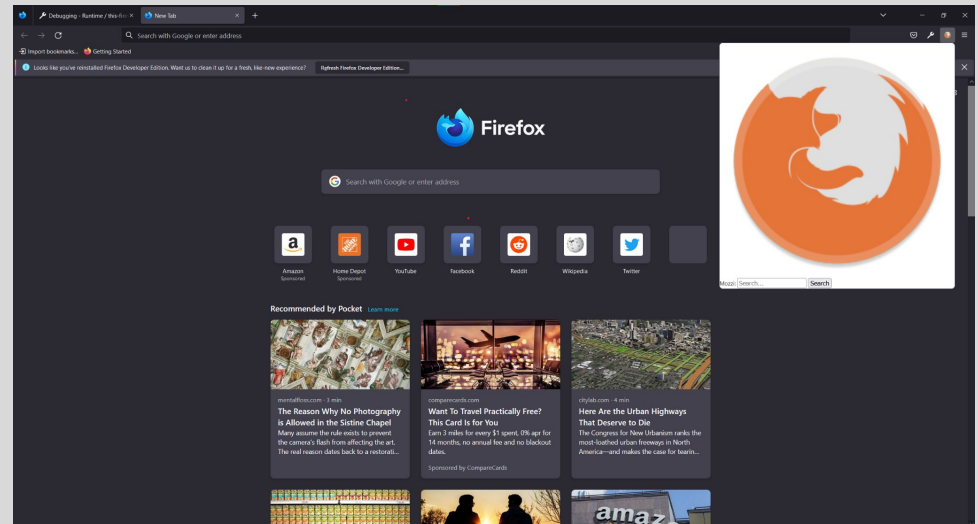 Debugging - Runtime / this-fire
New Tab
Search with Google or enter address
Import bookmarks...
Getting Started
Looks like you've reinstalled Firefox Developer Edition. Want us to clean it up for a fresh, like-new experience?
Refresh Firefox Developer Edition...
Firefox
Search with Google or enter address
Mozz:
Search...
Search
Amazon
Sponsored
Home Depot
Sponsored
YouTube
Facebook
Reddit
Wikipedia
Twitter
Recommended by Pocket
Learn more
mentalfloss.com · 3 min
The Reason Why No Photography
is Allowed in the Sistine Chapel
Many assume the rule exists to prevent
the camera's flash from affecting the art.
The real reason dates back to a restorati...
comparecards.com
Want To Travel Practically Free?
This Card Is for You
Earn 3 miles for every $1 spent, 0% apr for
14 months, no annual fee and no blackout
dates.
Sponsored by CompareCards
citylab.com · 4 min
Here Are the Urban Highways
That Deserve to Die
The Congress for New Urbanism ranks the
most-loathed urban freeways in North
America—and makes the case for tearin...
amaz